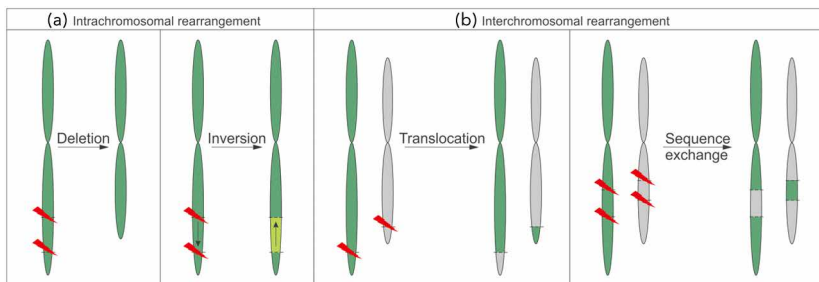 (a) Intrachromosomal rearrangement
(b) Interchromosomal rearrangement
Deletion
Inversion
Translocation
Sequence
exchange